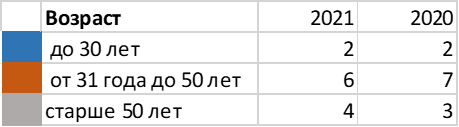 Возраст 2021 2020
до 30 лет 2 2
от 31 года до 50 лет 6 7
старше 50 лет 4 3